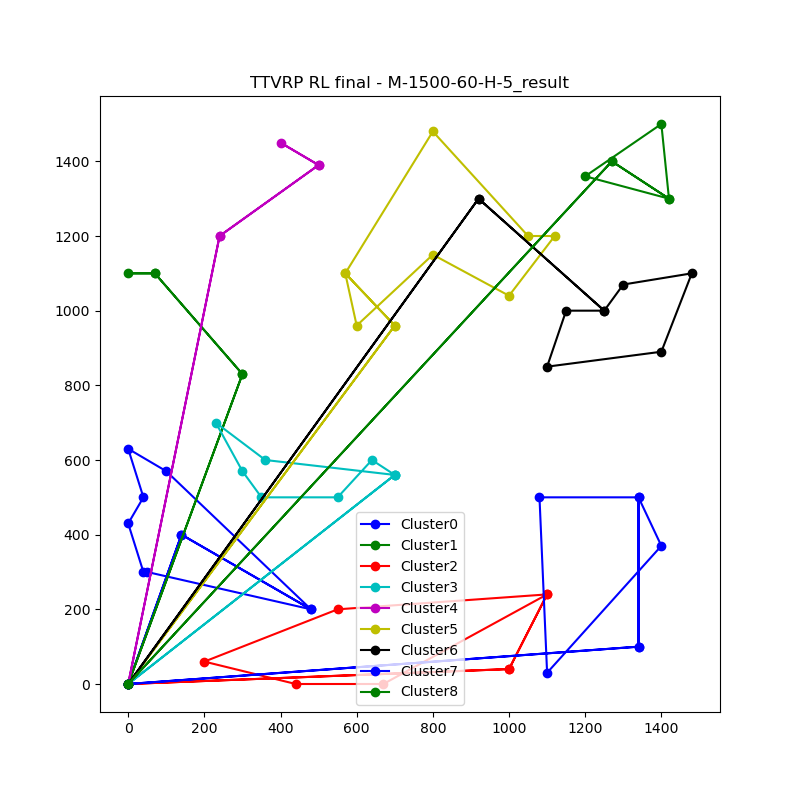 TTVRP RL final - M-1500-60-H-5_result
1400
1200
1000
800
600
400
200
0
Cluster0
Cluster1
Cluster2
Cluster3
Cluster4
Cluster5
Cluster6
Cluster7
Cluster8
0 200 400 600 800 1000 1200 1400